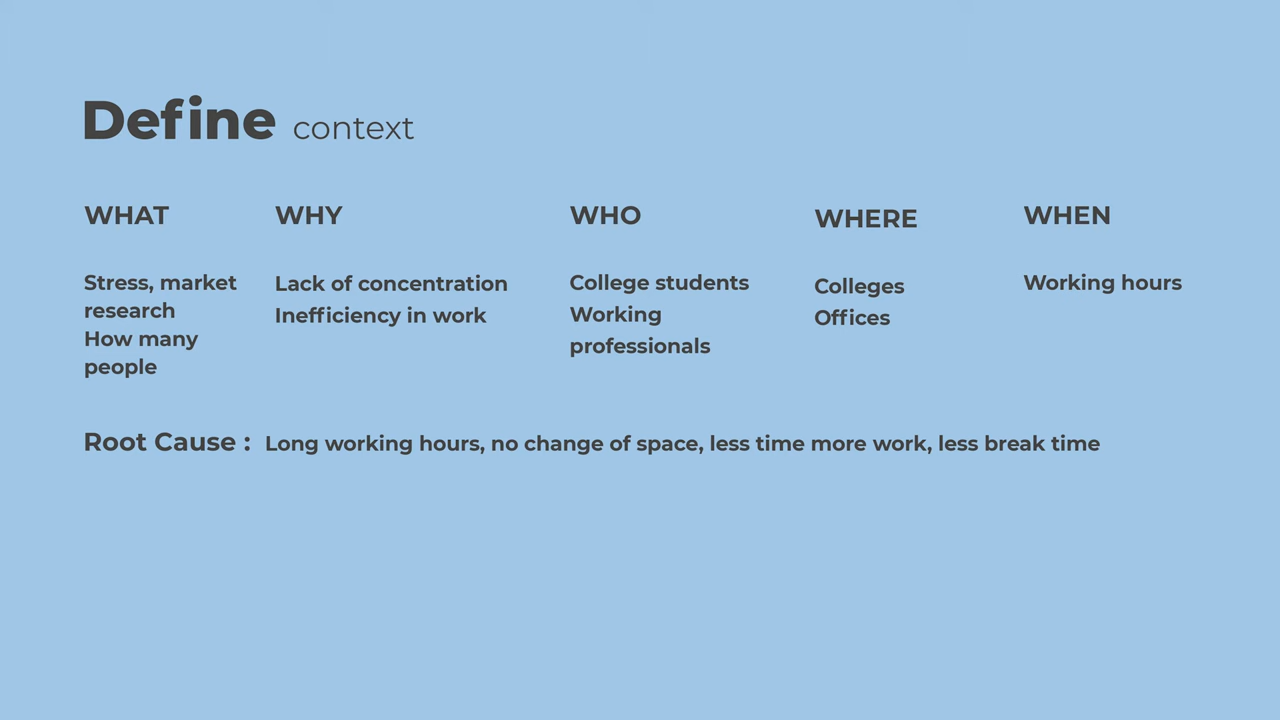 Define context
WHAT
Stress, market
research
How many
people
WHY
Lack of concentration
Inefficiency in work
WHO
College students
Working
professionals
WHERE
Colleges
Offices
WHEN
Working hours
Root Cause : Long working hours, no change of space, less time more work, less break time